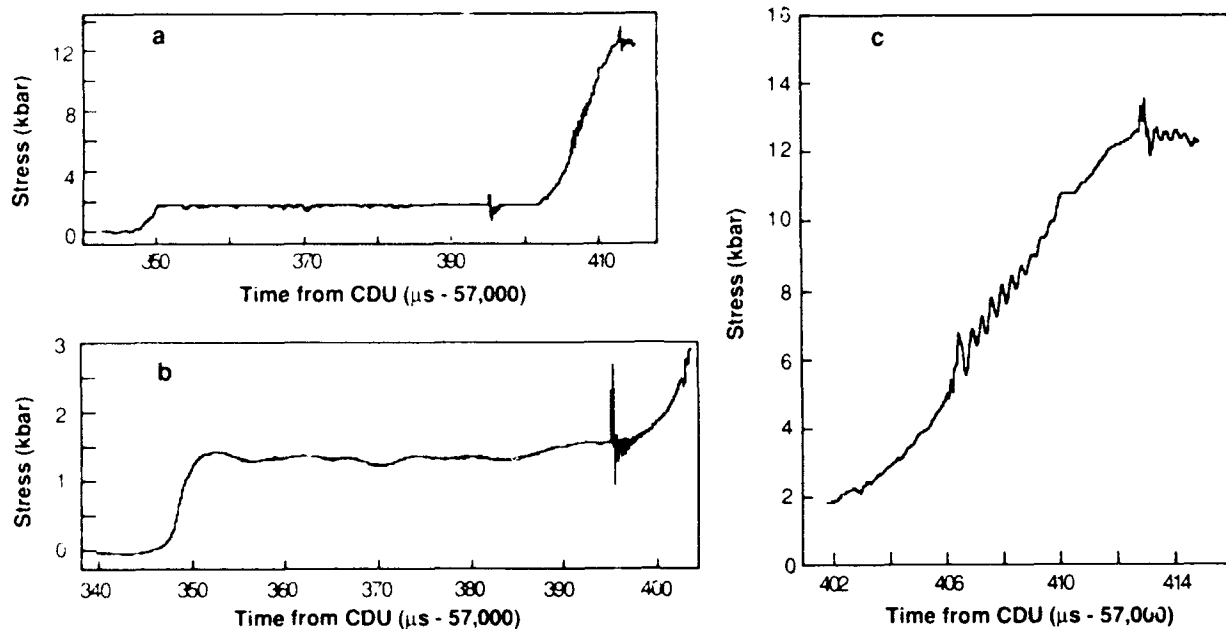 a
Stress (kbar)
12
8
4
0
350 370 390 410
Time from CDU (μs - 57,000)
b
Stress (kbar)
3
2
1
0
340 350 360 370 380 390 400
Time from CDU (μs - 57,000)
c
Stress (kbar)
16
14
12
10
8
6
4
2
0
402 406 410 414
Time from CDU (μs - 57,000)